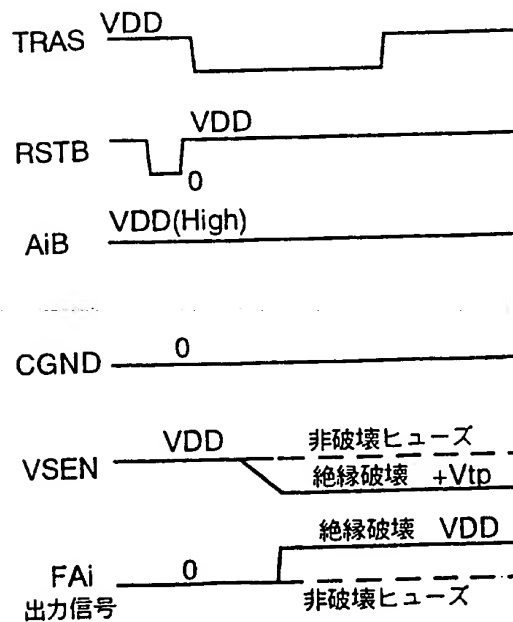 VDD
TRAS
VDD
RSTB
0
VDD(High)
AiB
0
CGND
VDD
非破壊ヒューズ
VSEN
絶縁破壊 +Vtp
絶縁破壊 VDD
0
FAi
出力信号
非破壊ヒューズ